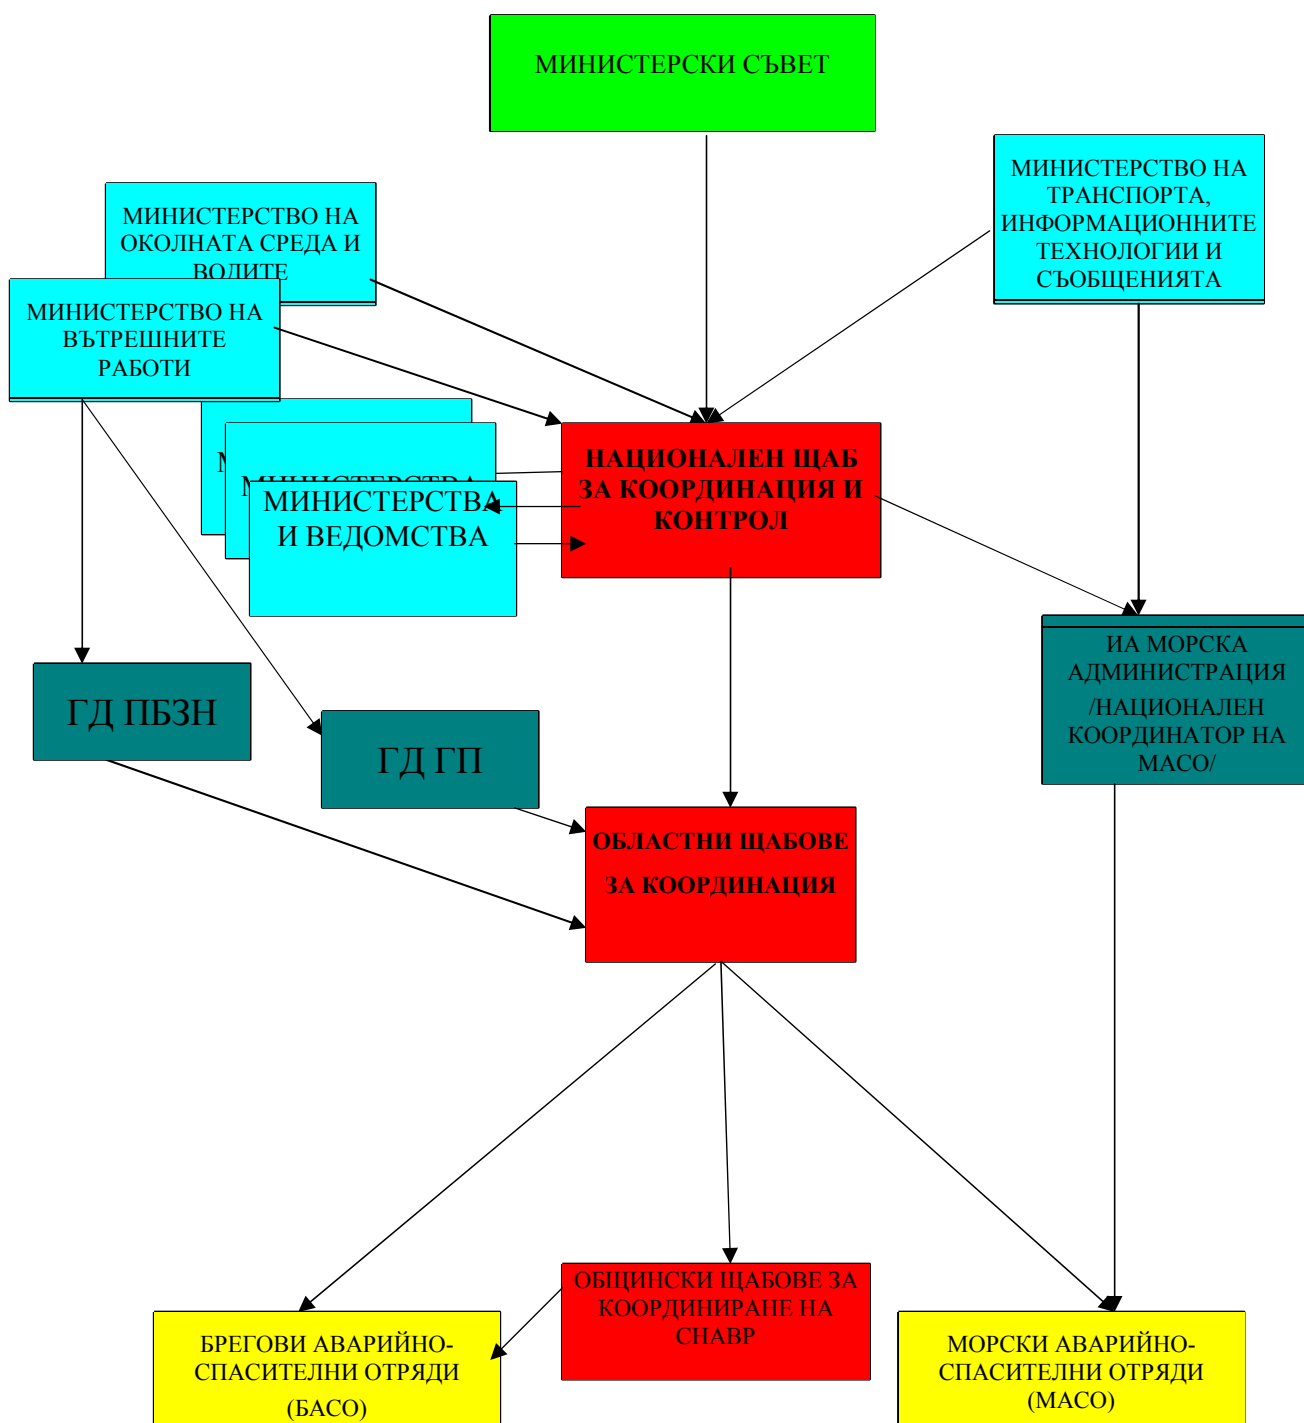 МИНИСТЕРСКИ СЪВЕТ
МИНИСТЕРСТВО НА
ТРАНСПОРТА,
ИНФОРМАЦИОННИТЕ
ТЕХНОЛОГИИ И
СЪОБЩЕНИЯТА
МИНИСТЕРСТВО НА
ОКОЛНАТА СРЕДА И
ВОДИТЕ
МИНИСТЕРСТВО НА
ВЪТРЕШНИТЕ
РАБОТИ
НАЦИОНАЛЕН ЩАБ
ЗА КООРДИНАЦИЯ И
КОНТРОЛ
МИНИСТЕРСТВА
МИНИСТЕРСТВА
И ВЕДОМСТВА
ИА МОРСКА
АДМИНИСТРАЦИЯ
/НАЦИОНАЛЕН
КООРДИНАТОР НА
МАСО/
ГД ПБЗН
ГД ГП
ОБЛАСТНИ ЩАБОВЕ
ЗА КООРДИНАЦИЯ
ОБЩИНСКИ ЩАБОВЕ ЗА
КООРДИНИРАНЕ НА
СНАВР
БРЕГОВИ АВАРИЙНО-
СПАСИТЕЛНИ ОТРЯДИ
(БАСО)
МОРСКИ АВАРИЙНО-
СПАСИТЕЛНИ ОТРЯДИ
(МАСО)